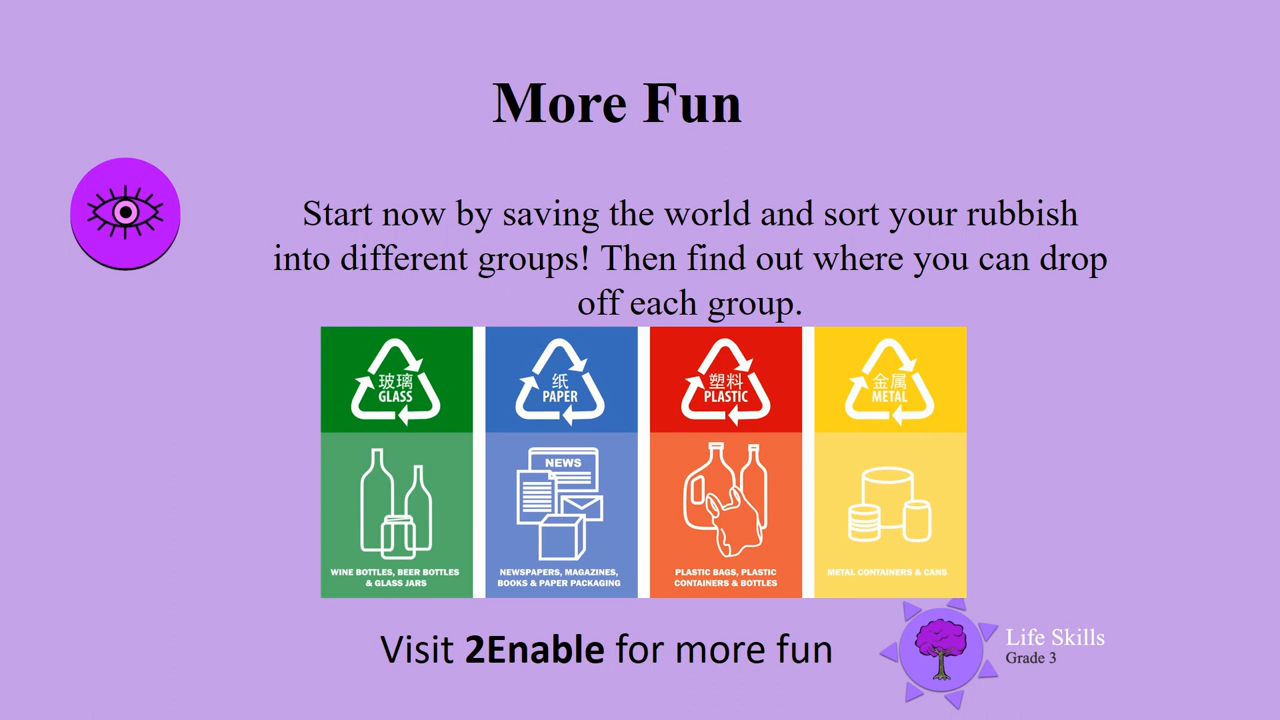 More Fun
Start now by saving the world and sort your rubbish
into different groups! Then find out where you can drop
off each group.
玻璃
GLASS
WINE BOTTLES, BEER BOTTLES
& GLASS JARS
纸
PAPER
NEWS
NEWSPAPERS, MAGAZINES,
BOOKS & PAPER PACKAGING
塑料
PLASTIC
PLASTIC BAGS, PLASTIC
CONTAINERS & BOTTLES
金属
METAL
METAL CONTAINERS & CANS
Visit 2Enable for more fun
Life Skills
Grade 3